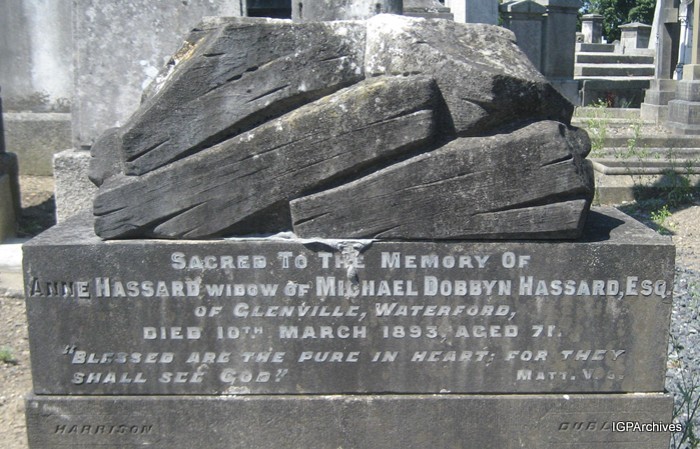 Sacred To The Memory Of
Anne Hassard widow of Michael Dobbyn Hassard, Esq.
of Glenville, Waterford,
died 10th March 1893, aged 71.
"Blessed are the pure in heart: for they
shall see God." Matt. V.
HARRISON
IGPArchives